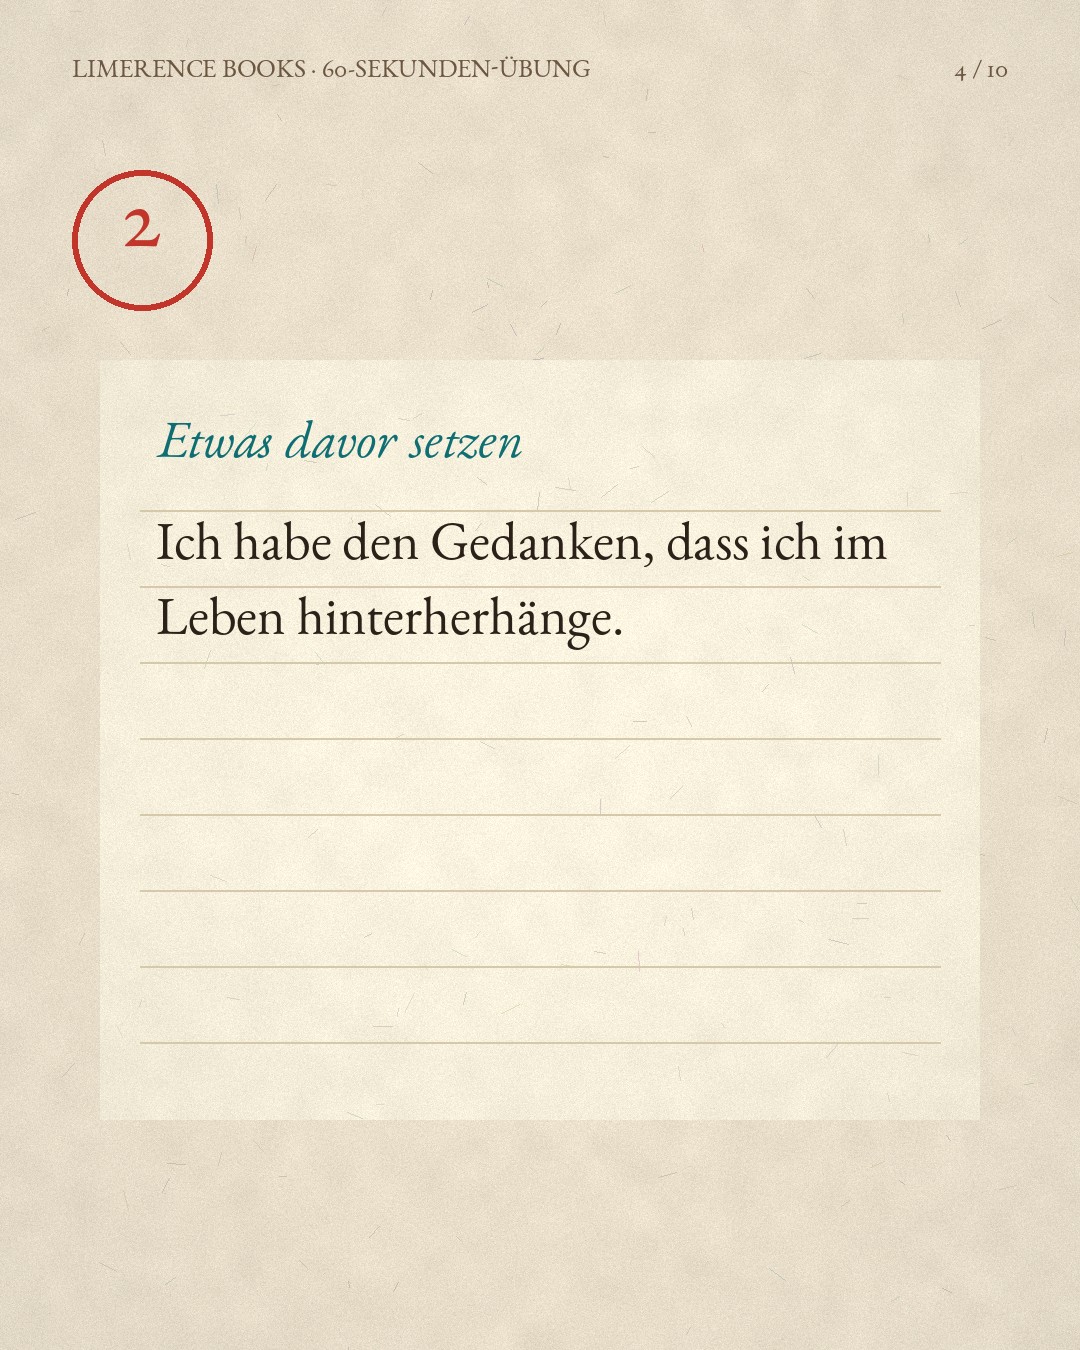 LIMERENCE BOOKS · 60-SEKUNDEN-ÜBUNG
4 / 10
2
Etwas davor setzen
Ich habe den Gedanken, dass ich im
Leben hinterherhänge.